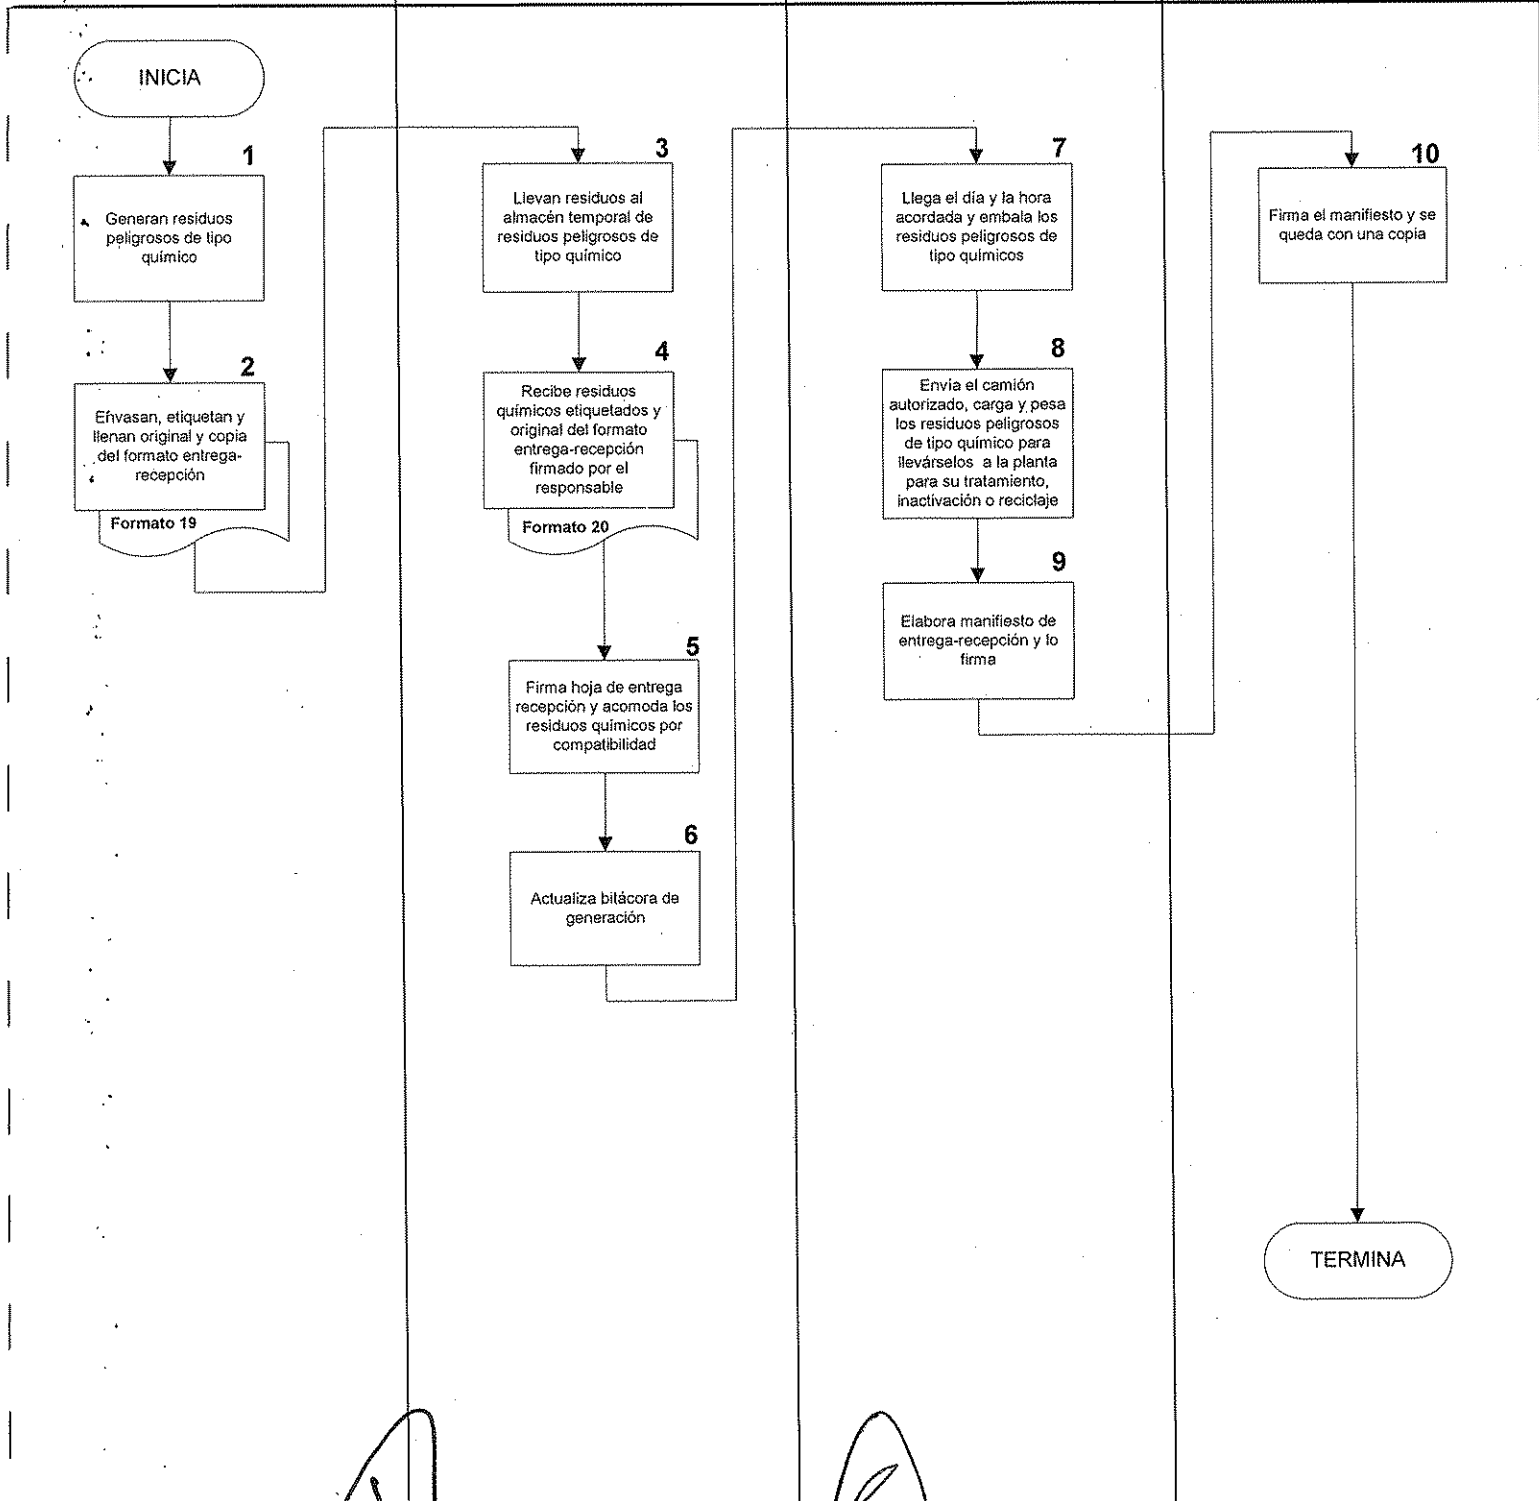 INICIA
1
Generan residuos
peligrosos de tipo
químico
2
Envasan, etiquetan y
llenan original y copia
del formato entrega-
recepción
Formato 19
3
Llevan residuos al
almacén temporal de
residuos peligrosos de
tipo químico
4
Recibe residuos
químicos etiquetados y
original del formato
entrega-recepción
firmado por el
responsable
Formato 20
5
Firma hoja de entrega
recepción y acomoda los
residuos químicos por
compatibilidad
6
Actualiza bitácora de
generación
7
Llega el día y la hora
acordada y embala los
residuos peligrosos de
tipo químicos
8
Envía el camión
autorizado, carga y pesa
los residuos peligrosos
de tipo químico para
llevárselos a la planta
para su tratamiento,
inactivación o reciclaje
9
Elabora manifiesto de
entrega-recepción y lo
firma
10
Firma el manifiesto y se
queda con una copia
TERMINA